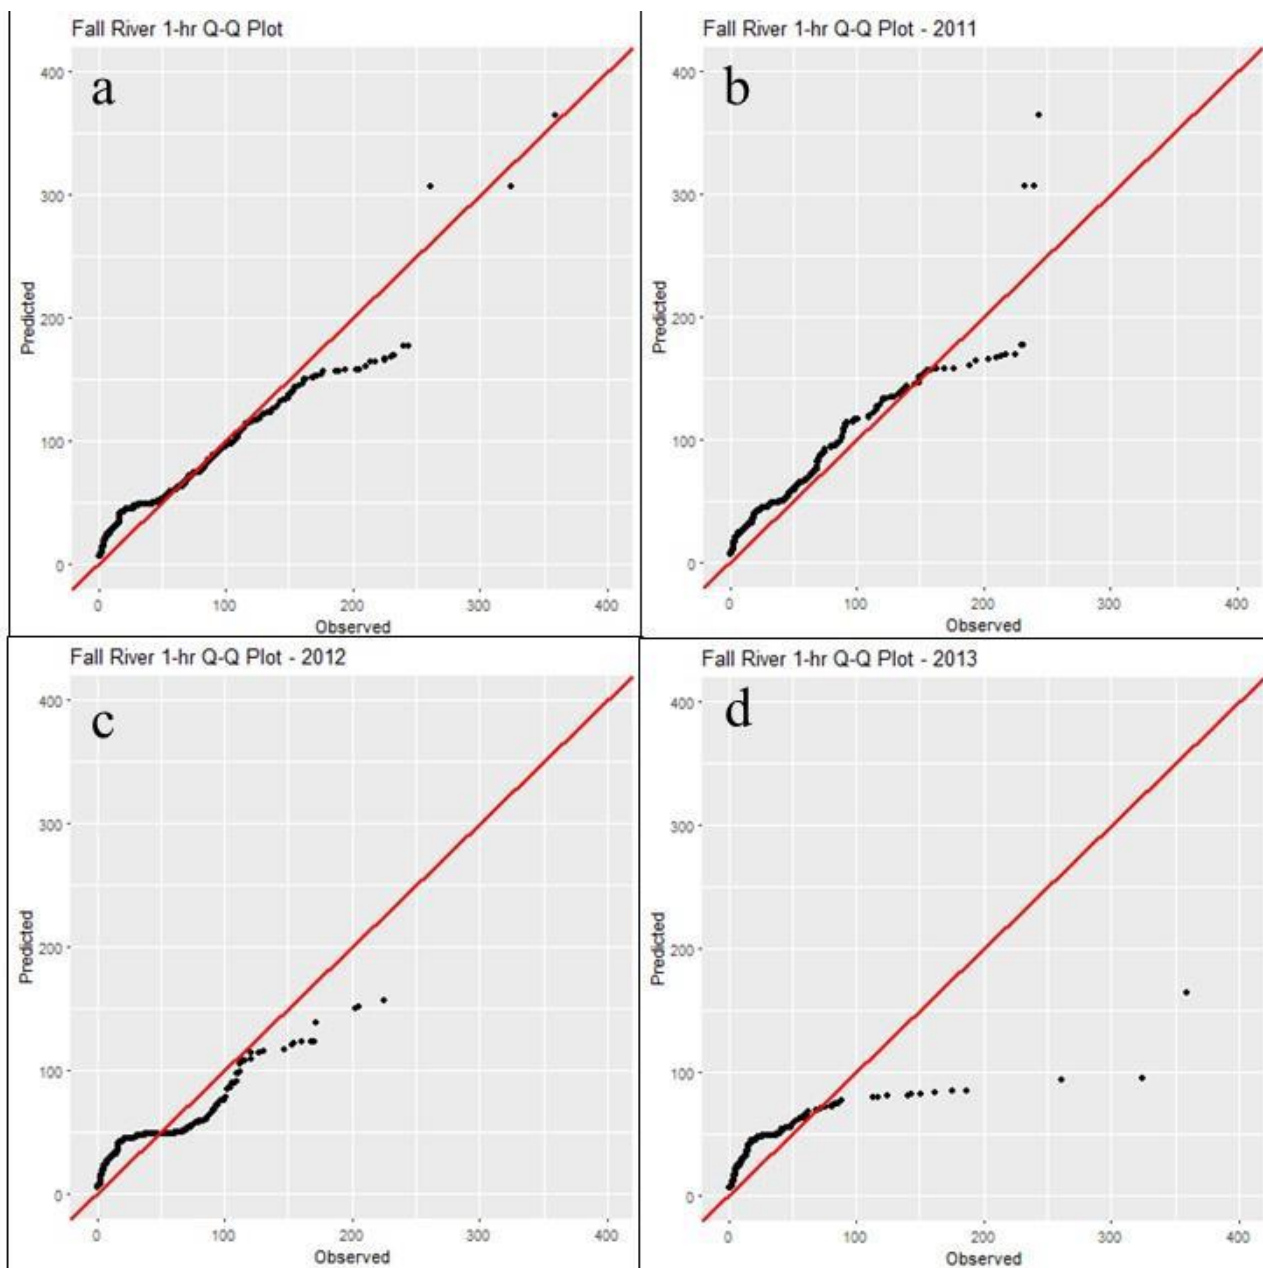 Fall River 1-hr Q-Q Plot
a
400
300
200
100
0
Predicted
0 100 200 300 400
Observed
Fall River 1-hr Q-Q Plot - 2011
b
400
300
200
100
0
Predicted
0 100 200 300 400
Observed
Fall River 1-hr Q-Q Plot - 2012
c
400
300
200
100
0
Predicted
0 100 200 300 400
Observed
Fall River 1-hr Q-Q Plot - 2013
d
400
300
200
100
0
Predicted
0 100 200 300 400
Observed